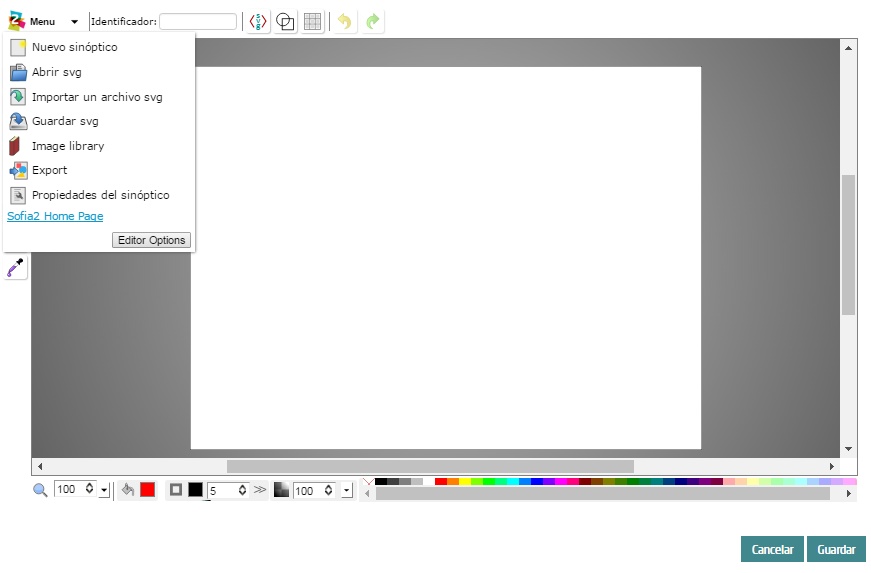 Menu Identificador:
Nuevo sinóptico
Abrir svg
Importar un archivo svg
Guardar svg
Image library
Export
Propiedades del sinóptico
Sofia2 Home Page
Editor Options
100 5 100
Cancelar Guardar